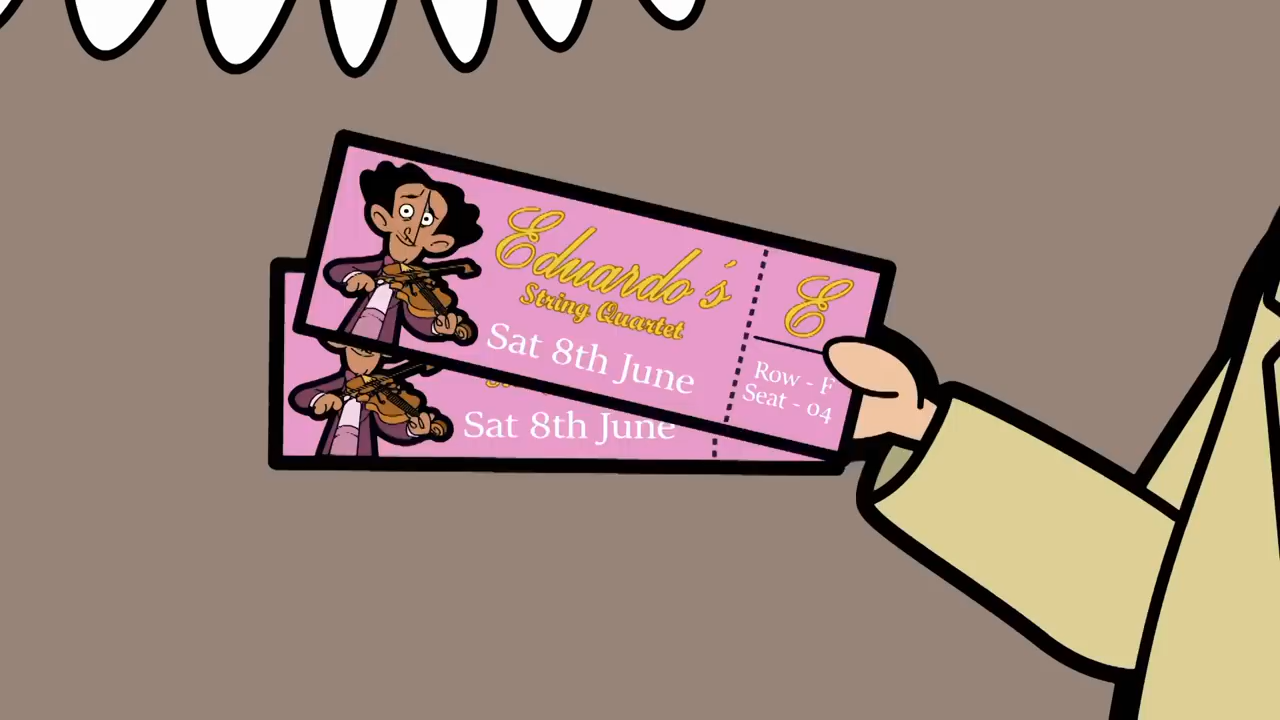 Eduardo's
String Quartet
Sat 8th June
E
Row - F
Seat - 04
Sat 8th June